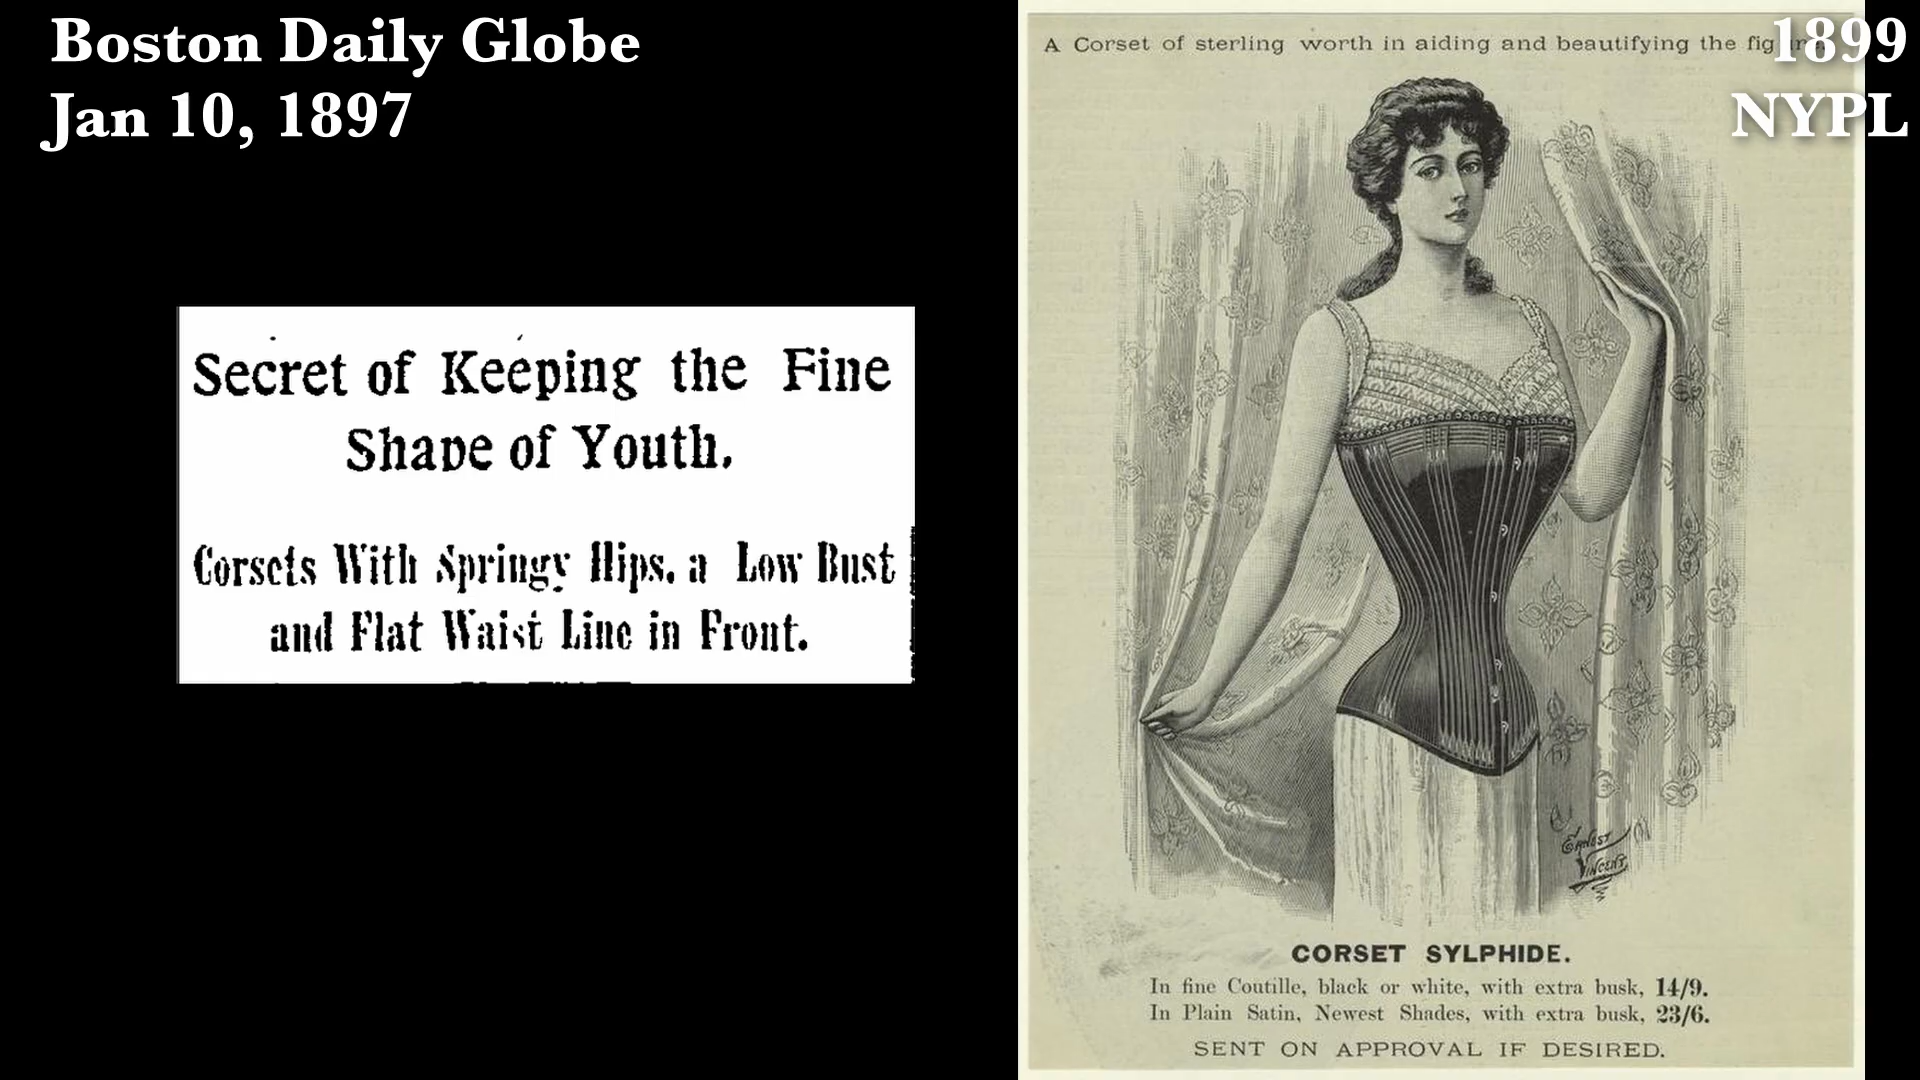 Boston Daily Globe
Jan 10, 1897
Secret of Keeping the Fine
Shape of Youth.
Corsets With Springy Hips, a Low Bust
and Flat Waist Line in Front.
1899
NYPL
A Corset of sterling worth in aiding and beautifying the
ERNEST
VINCENT
CORSET SYLPHIDE.
In fine Coutille, black or white, with extra busk, 14/9.
In Plain Satin, Newest Shades, with extra busk, 23/6.
SENT ON APPROVAL IF DESIRED.